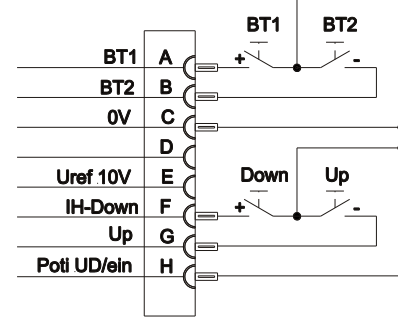 BT1 BT2
BT1 A + -
BT2 B
0V C
D
Uref 10V E Down Up
IH-Down F + -
Up G
Poti UD/ein H